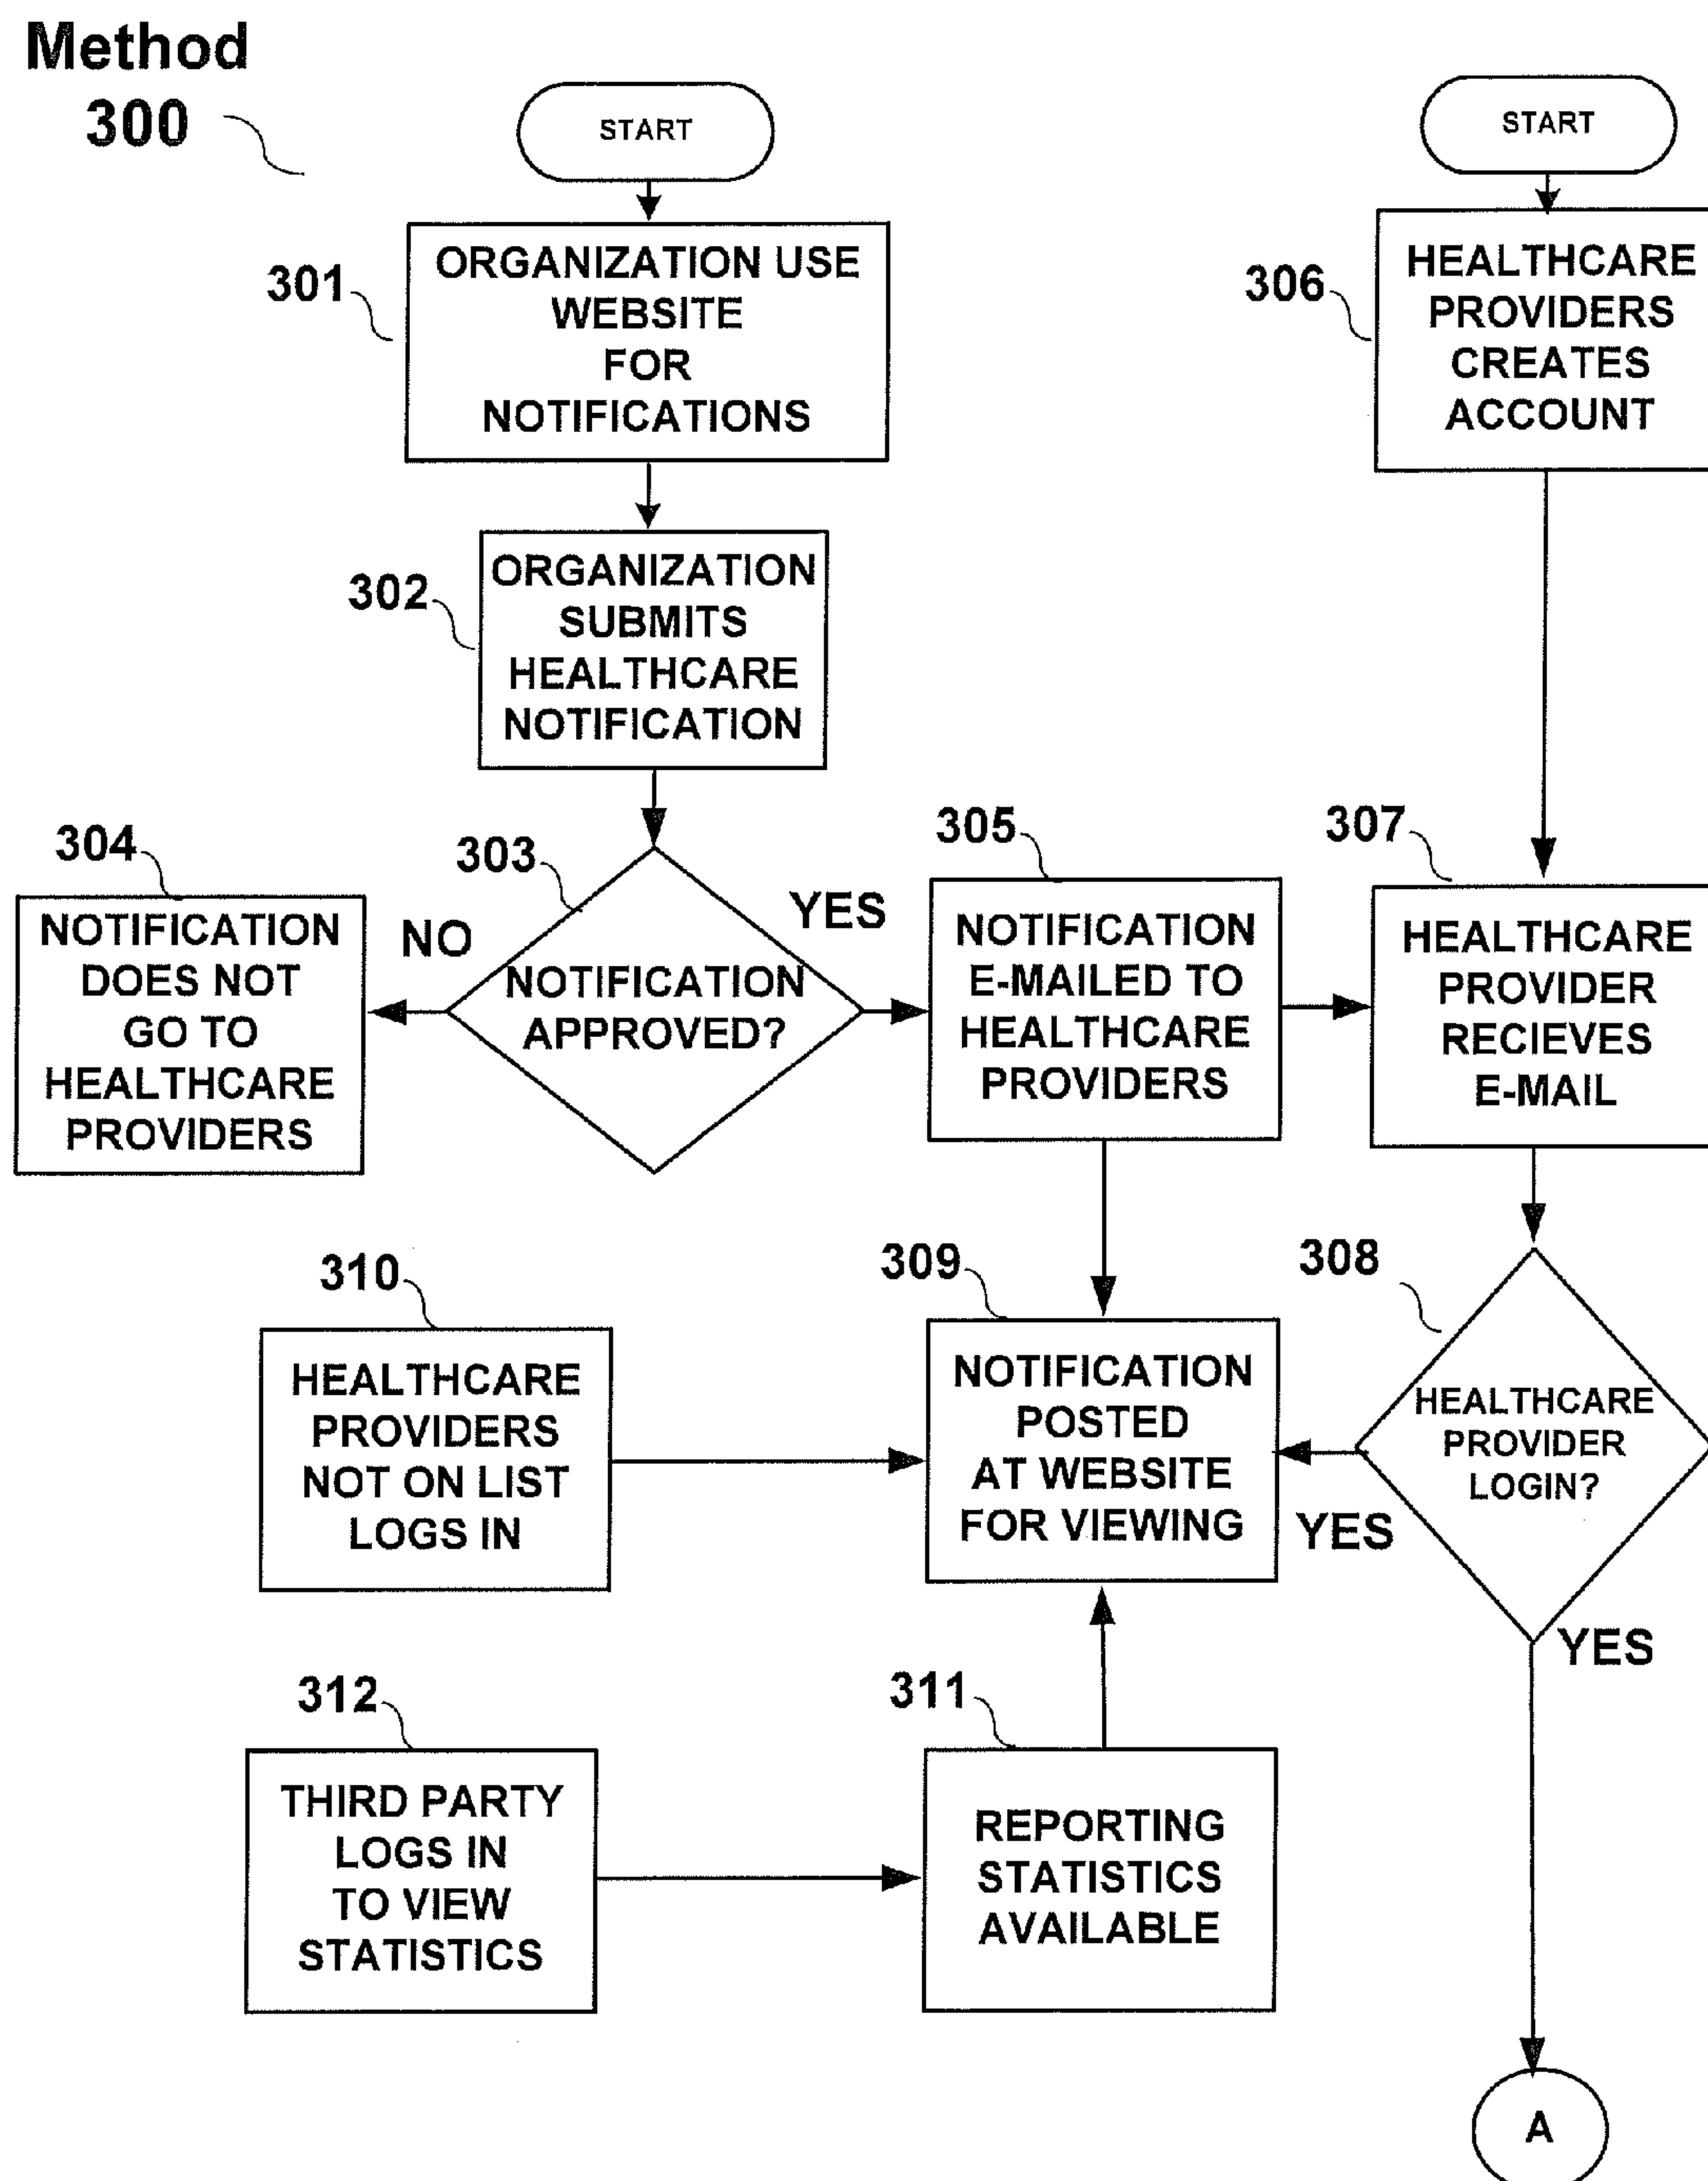 Method
300
START
301
ORGANIZATION USE
WEBSITE
FOR
NOTIFICATIONS
302
ORGANIZATION
SUBMITS
HEALTHCARE
NOTIFICATION
303
NOTIFICATION
APPROVED?
NO
YES
304
NOTIFICATION
DOES NOT
GO TO
HEALTHCARE
PROVIDERS
305
NOTIFICATION
E-MAILED TO
HEALTHCARE
PROVIDERS
START
306
HEALTHCARE
PROVIDERS
CREATES
ACCOUNT
307
HEALTHCARE
PROVIDER
RECIEVES
E-MAIL
308
HEALTHCARE
PROVIDER
LOGIN?
YES
YES
309
NOTIFICATION
POSTED
AT WEBSITE
FOR VIEWING
310
HEALTHCARE
PROVIDERS
NOT ON LIST
LOGS IN
312
THIRD PARTY
LOGS IN
TO VIEW
STATISTICS
311
REPORTING
STATISTICS
AVAILABLE
A